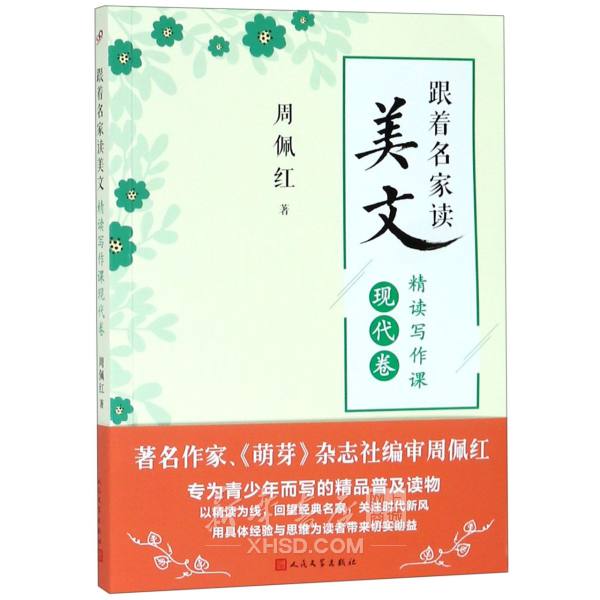 跟着名家读
美文
精读写作课
现代卷
周佩红
著
跟着名家读美文 精读写作课现代卷 周佩红 著
著名作家、《萌芽》杂志社编审周佩红
专为青少年而写的精品普及读物
以精读为线，回望经典名家，关注时代新风
用具体经验与思维为读者带来切实助益
人民文学出版社
XHSD.COM